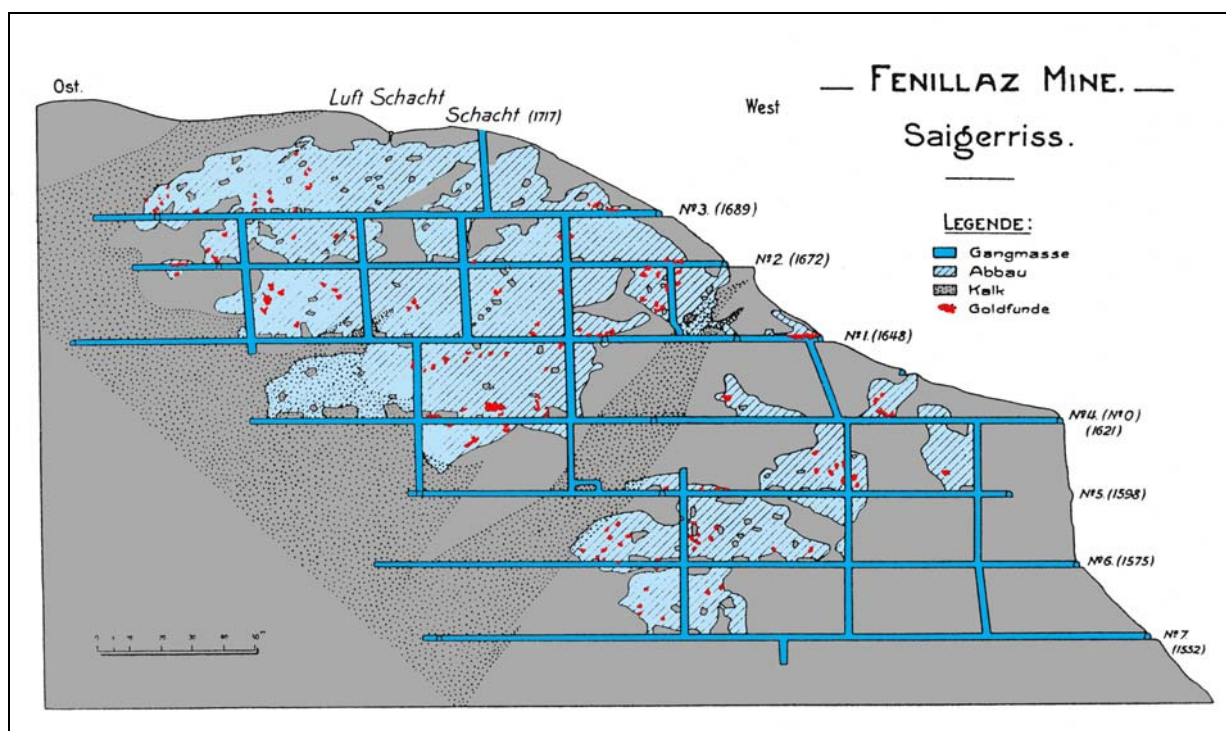 Ost.
Luft Schacht
Schacht (1717)
West
FENILLAZ MINE.
Saigerriss.
LEGENDE:
Gangmasse
Abbau
Kalk
Goldfunde
No3. (1689)
No2. (1672)
No1. (1648)
No4. (No0)
(1621)
No5. (1598)
No6. (1575)
No7.
(1552)